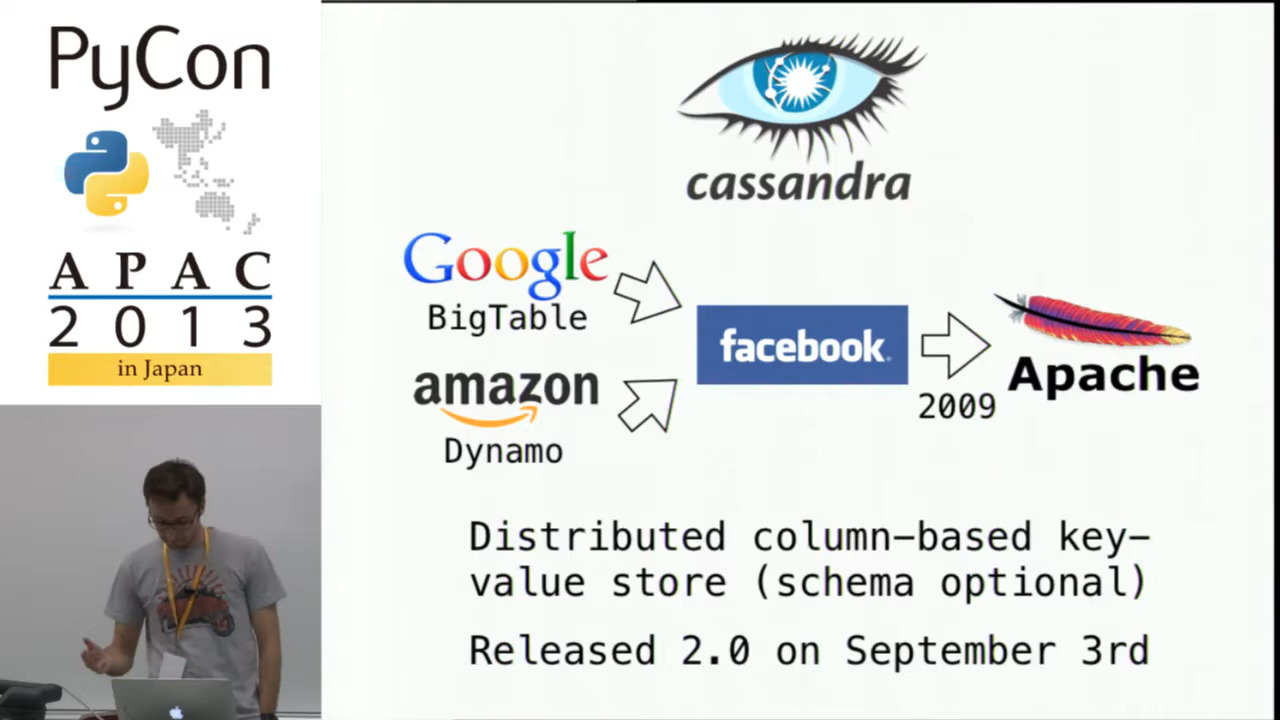 PyCon
APAC
2013
in Japan
cassandra
Google
BigTable
amazon
Dynamo
facebook
2009
Apache
Distributed column-based key-
value store (schema optional)
Released 2.0 on September 3rd